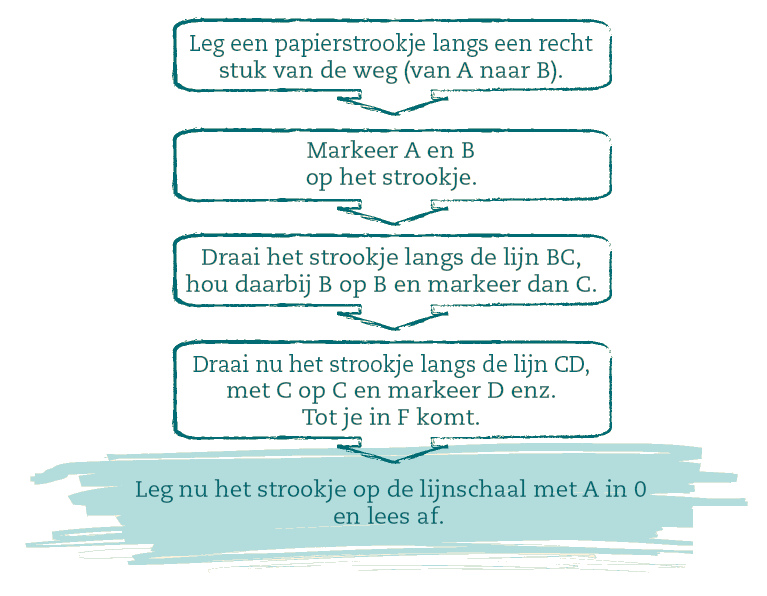 Leg een papierstrookje langs een recht
stuk van de weg (van A naar B).
Markeer A en B
op het strookje.
Draai het strookje langs de lijn BC,
hou daarbij B op B en markeer dan C.
Draai nu het strookje langs de lijn CD,
met C op C en markeer D enz.
Tot je in F komt.
Leg nu het strookje op de lijnschaal met A in 0
en lees af.